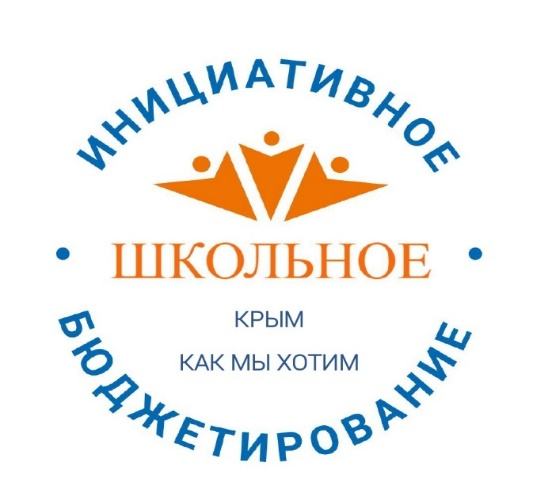 ИНИЦИАТИВНОЕ
ШКОЛЬНОЕ
КРЫМ
КАК МЫ ХОТИМ
БЮДЖЕТИРОВАНИЕ